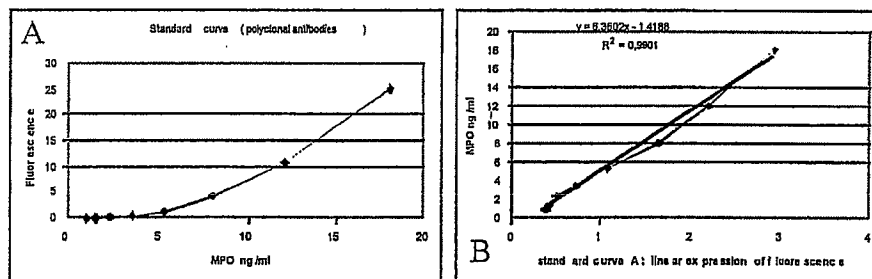 A
Standard curve (polyclonal antibodies )
30
25
20
15
10
5
0
Fluorescence
0 5 10 15 20
MPO ng/ml
y = 6,3602x - 1,4188
R² = 0,9901
20
18
16
14
12
10
8
6
4
2
0
MPO ng/ml
0 1 2 3 4
B
standard curve A: linear expression of fluorescence